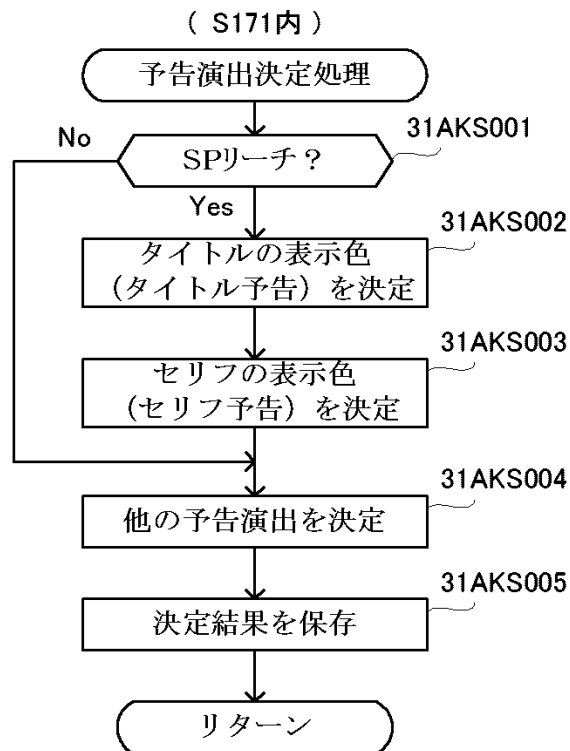 ( S171内 )
予告演出決定処理
31AKS001
No
SPリーチ？
Yes
31AKS002
タイトルの表示色
(タイトル予告) を決定
31AKS003
セリフの表示色
(セリフ予告) を決定
31AKS004
他の予告演出を決定
31AKS005
決定結果を保存
リターン